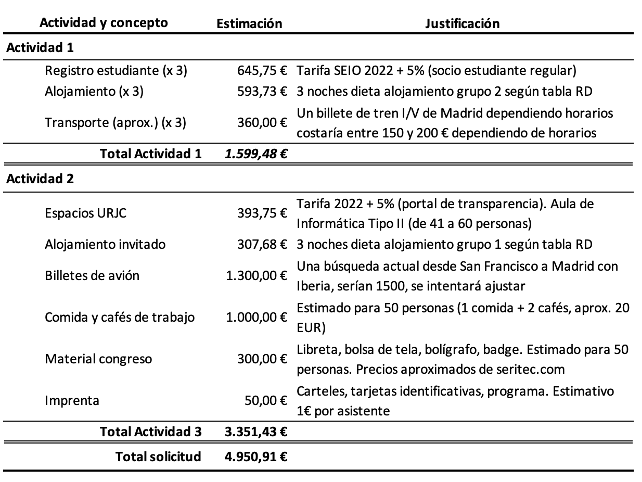 Actividad y concepto Estimación Justificación
Actividad 1
Registro estudiante (x 3) 645,75 € Tarifa SEIO 2022 + 5% (socio estudiante regular)
Alojamiento (x 3) 593,73 € 3 noches dieta alojamiento grupo 2 según tabla RD
Transporte (aprox.) (x 3) 360,00 € Un billete de tren I/V de Madrid dependiendo horarios
costaría entre 150 y 200 € dependiendo de horarios
Total Actividad 1 1.599,48 €
Actividad 2
Espacios URJC 393,75 € Tarifa 2022 + 5% (portal de transparencia). Aula de
Informática Tipo II (de 41 a 60 personas)
Alojamiento invitado 307,68 € 3 noches dieta alojamiento grupo 1 según tabla RD
Billetes de avión 1.300,00 € Una búsqueda actual desde San Francisco a Madrid con
Iberia, serían 1500, se intentará ajustar
Comida y cafés de trabajo 1.000,00 € Estimado para 50 personas (1 comida + 2 cafés, aprox. 20
EUR)
Material congreso 300,00 € Libreta, bolsa de tela, bolígrafo, badge. Estimado para 50
personas. Precios aproximados de seritec.com
Imprenta 50,00 € Carteles, tarjetas identificativas, programa. Estimativo
1€ por asistente
Total Actividad 3 3.351,43 €
Total solicitud 4.950,91 €